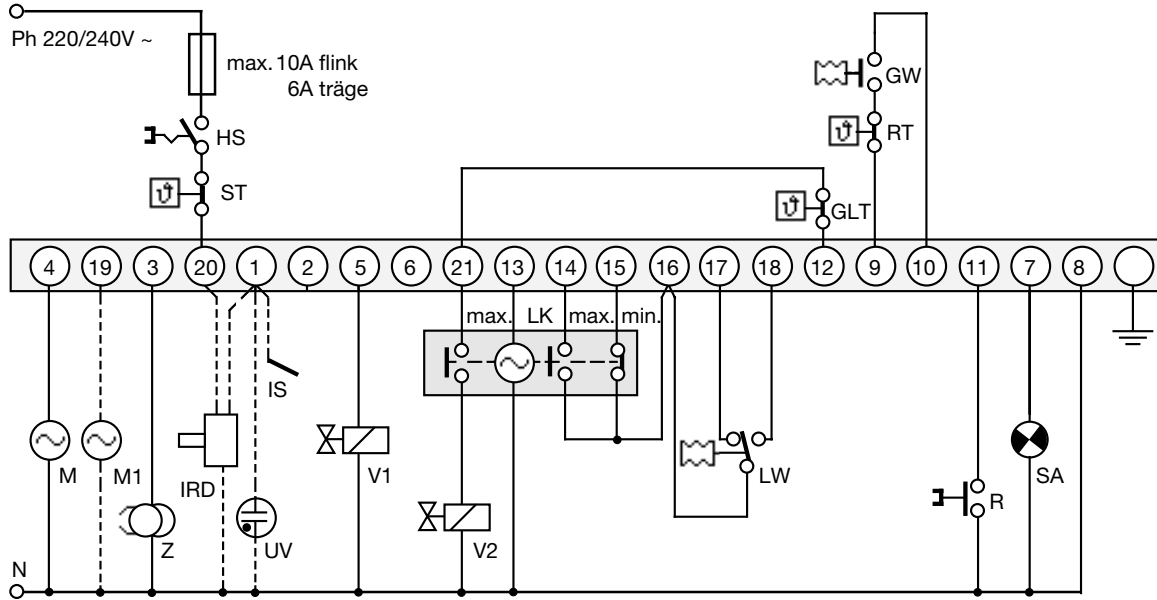 Ph 220/240V ~
max. 10A flink
6A träge
HS
ST
GW
RT
GLT
4 19 3 20 1 2 5 6 21 13 14 15 16 17 18 12 9 10 11 7 8
max. LK max. min.
IS
M M1 IRD UV V1 V2 LW R SA
Z
N